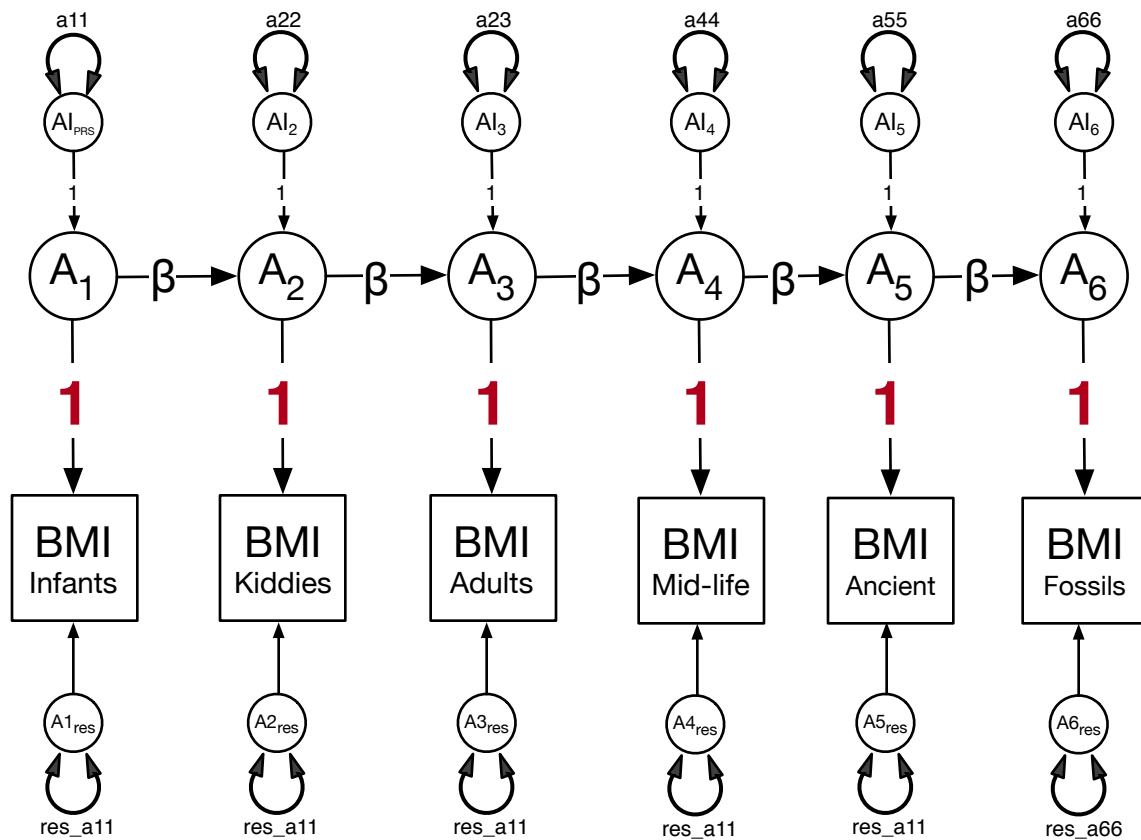 a11 a22 a23 a44 a55 a66
AI PRS AI2 AI3 AI4 AI5 AI6
1 1 1 1 1 1
A1 β A2 β A3 β A4 β A5 β A6
1 1 1 1 1 1
BMI BMI BMI BMI BMI BMI
Infants Kiddies Adults Mid-life Ancient Fossils
A1res A2res A3res A4res A5res A6res
res_a11 res_a11 res_a11 res_a11 res_a11 res_a66